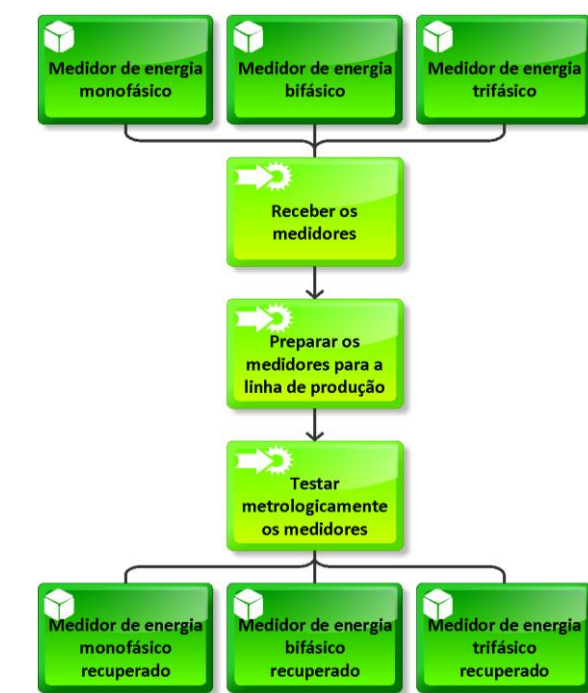 Medidor de energia
monofásico
Medidor de energia
bifásico
Medidor de energia
trifásico
Receber os
medidores
Preparar os
medidores para a
linha de produção
Testar
metrologicamente
os medidores
Medidor de energia
monofásico
recuperado
Medidor de energia
bifásico
recuperado
Medidor de energia
trifásico
recuperado